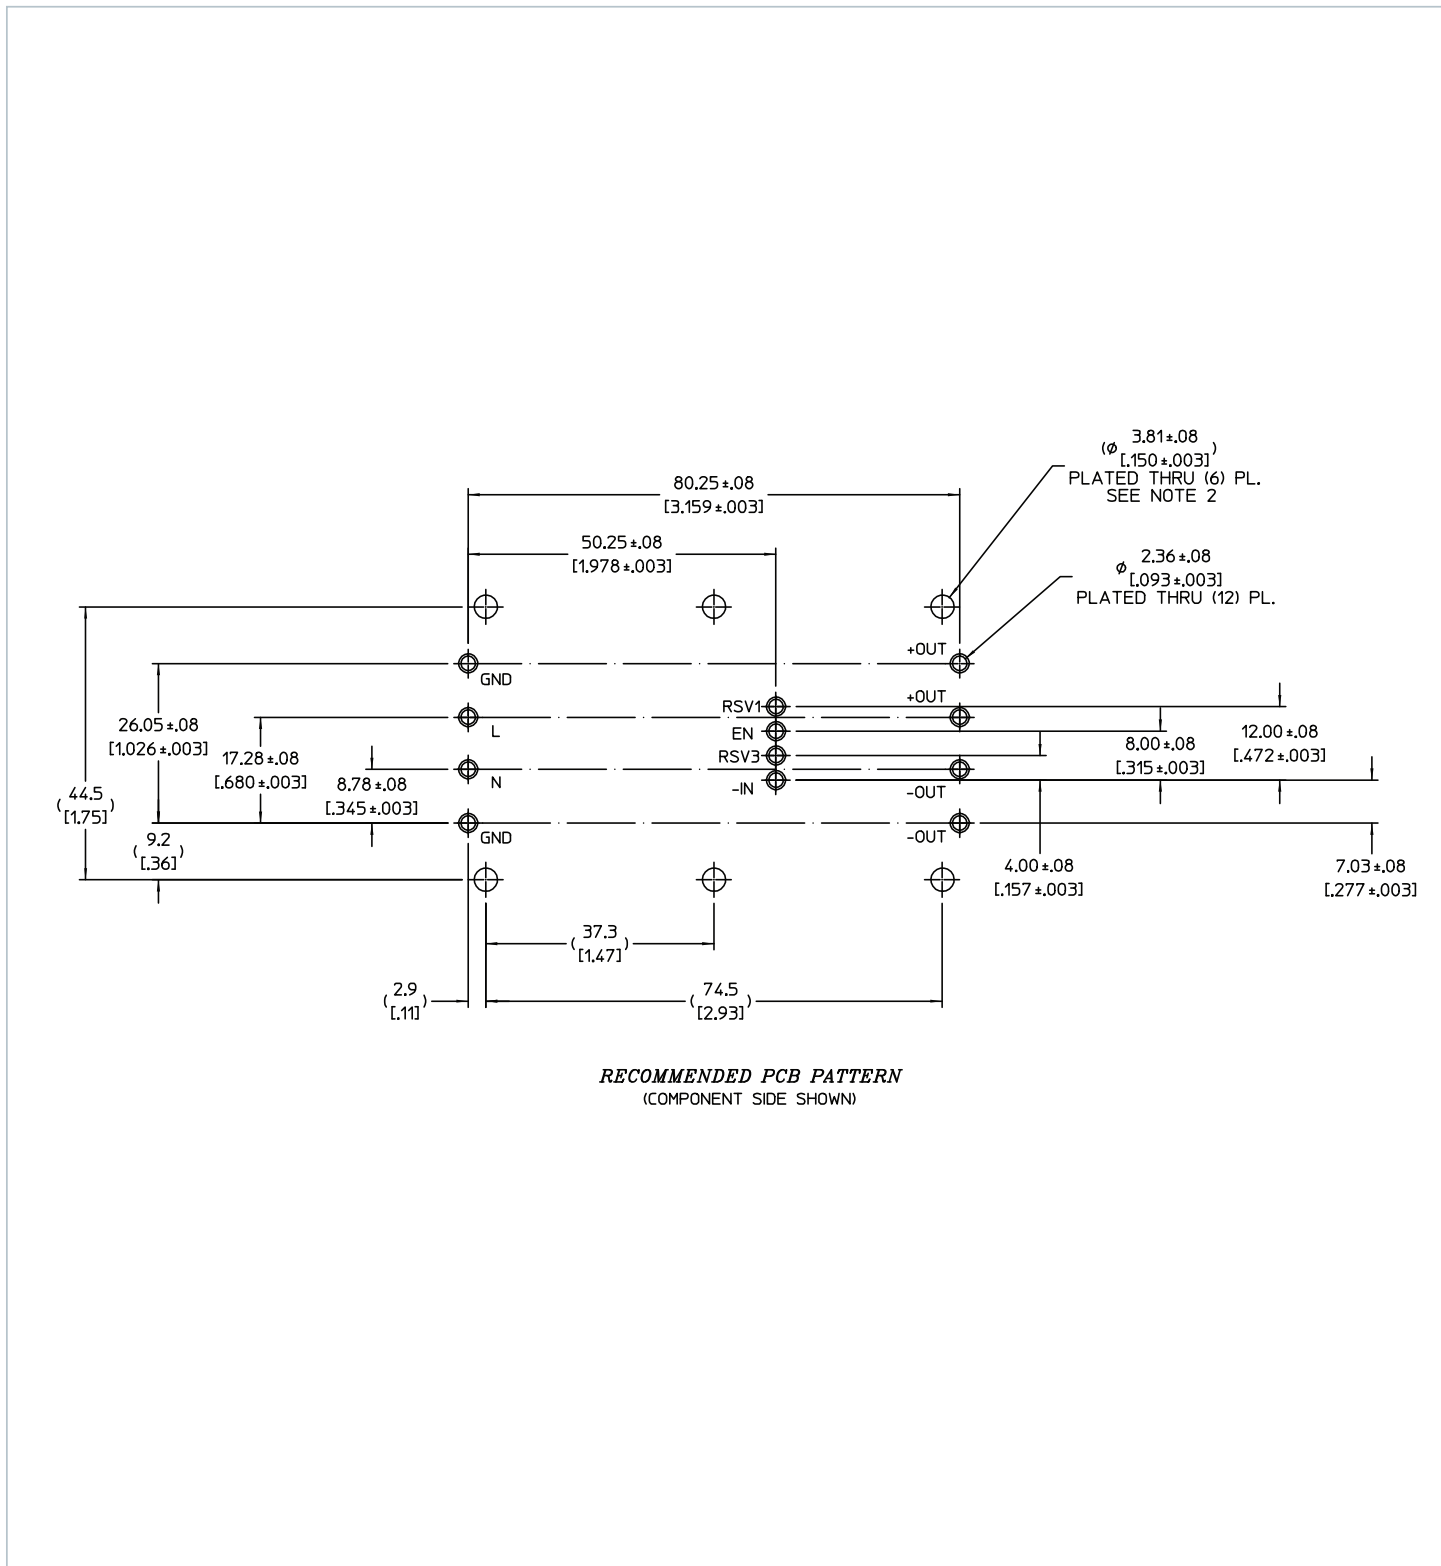 (Ø 3.81±.08 )
[.150±.003]
PLATED THRU (6) PL.
SEE NOTE 2
80.25±.08
[3.159±.003]
50.25±.08
[1.978±.003]
Ø 2.36±.08
[.093±.003]
PLATED THRU (12) PL.
+OUT
GND
+OUT
RSV1
L
EN
RSV3
N
-IN
-OUT
GND
-OUT
26.05±.08
[1.026±.003]
17.28±.08
[.680±.003]
8.78±.08
[.345±.003]
( 44.5 )
[1.75]
( 9.2 )
[.36]
12.00±.08
[.472±.003]
8.00±.08
[.315±.003]
4.00±.08
[.157±.003]
7.03±.08
[.277±.003]
( 37.3 )
[1.47]
( 2.9 )
[.11]
( 74.5 )
[2.93]
RECOMMENDED PCB PATTERN
(COMPONENT SIDE SHOWN)